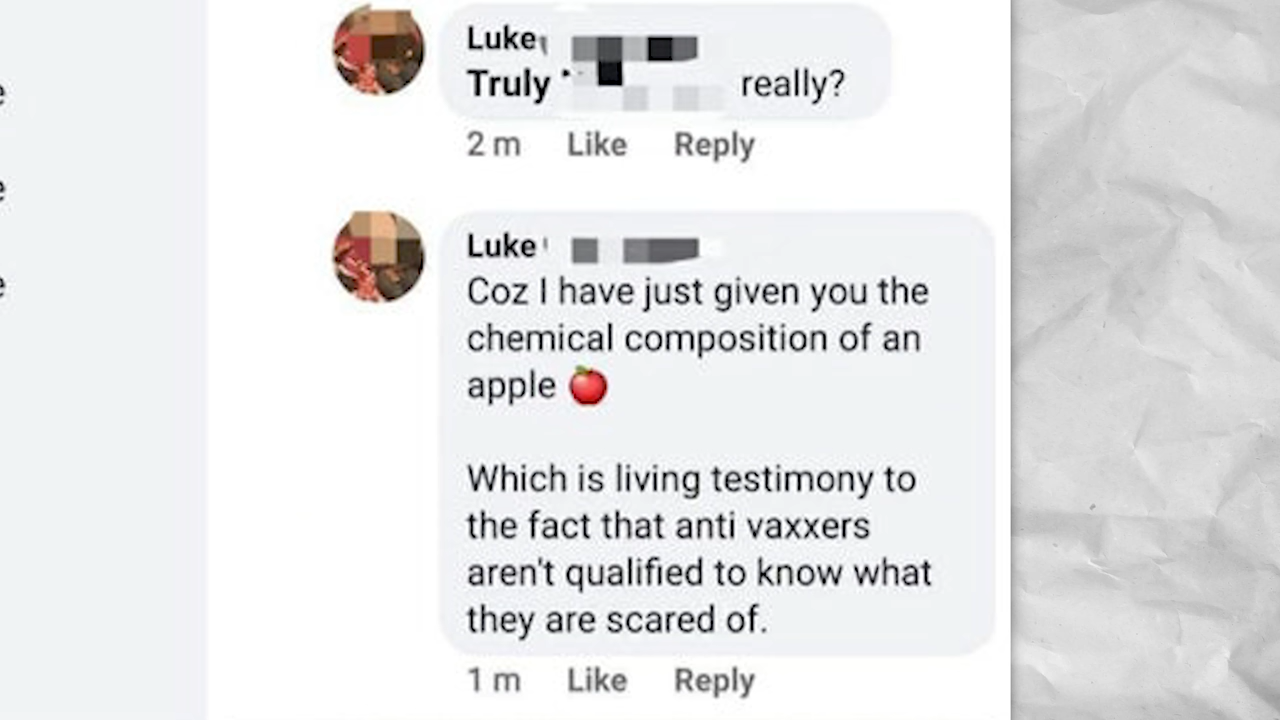 Luke
Truly really?
2 m Like Reply
Luke
Coz I have just given you the
chemical composition of an
apple 🍎
Which is living testimony to
the fact that anti vaxxers
aren't qualified to know what
they are scared of.
1 m Like Reply
e
e
e